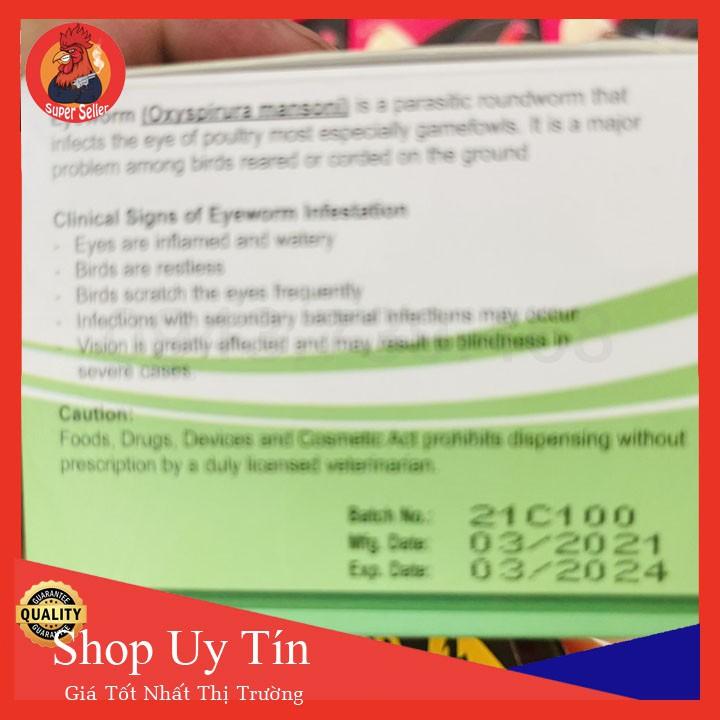 Super Seller
Eyeworm (Oxyspirura mansoni) is a parasitic roundworm that
infects the eye of poultry most especially gamefowls. It is a major
problem among birds reared or corded on the ground
Clinical Signs of Eyeworm Infestation
- Eyes are inflamed and watery
- Birds are restless
- Birds scratch the eyes frequently
- Infections with secondary bacterial infections may occur
- Vision is greatly affected and may result to blindness in
severe cases.
Caution:
Foods, Drugs, Devices and Cosmetic Act prohibits dispensing without
prescription by a duly licensed veterinarian.
Batch No.: 21C100
Mfg. Date: 03/2021
Exp. Date: 03/2024
GUARANTEE
QUALITY
GUARANTEE
Shop Uy Tín
Giá Tốt Nhất Thị Trường